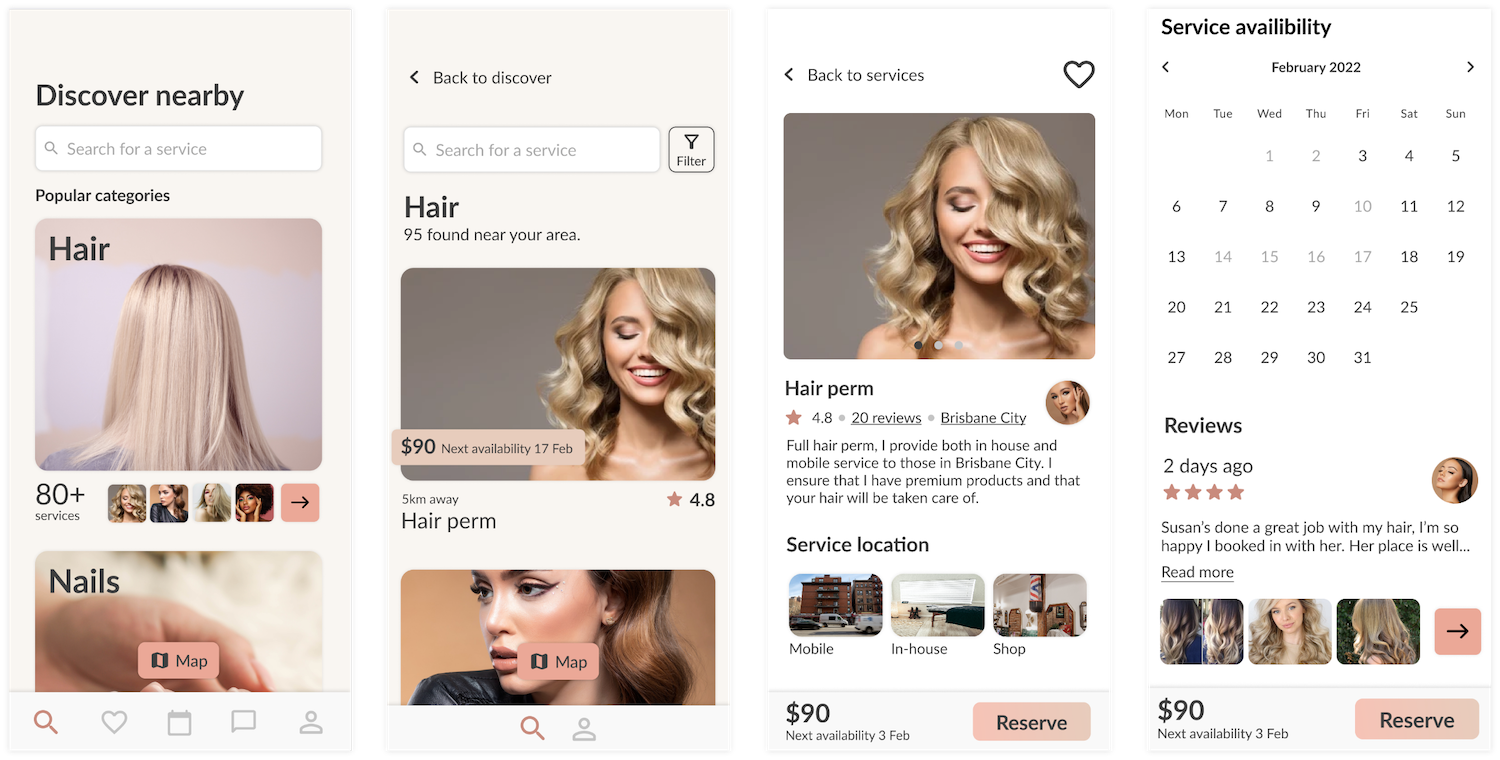 Discover nearby
Search for a service
Popular categories
Hair
80+
services
Nails
Map
Back to discover
Search for a service
Filter
Hair
95 found near your area.
$90 Next availability 17 Feb
5km away
4.8
Hair perm
Map
Back to services
Hair perm
4.8 20 reviews Brisbane City
Full hair perm, I provide both in house and
mobile service to those in Brisbane City. I
ensure that I have premium products and that
your hair will be taken care of.
Service location
Mobile In-house Shop
$90
Next availability 3 Feb
Reserve
Service availibility
February 2022
Mon Tue Wed Thu Fri Sat Sun
1 2 3 4 5
6 7 8 9 10 11 12
13 14 15 16 17 18 19
20 21 22 23 24 25
27 28 29 30 31
Reviews
2 days ago
Susan's done a great job with my hair, I'm so
happy I booked in with her. Her place is well...
Read more
$90
Next availability 3 Feb
Reserve